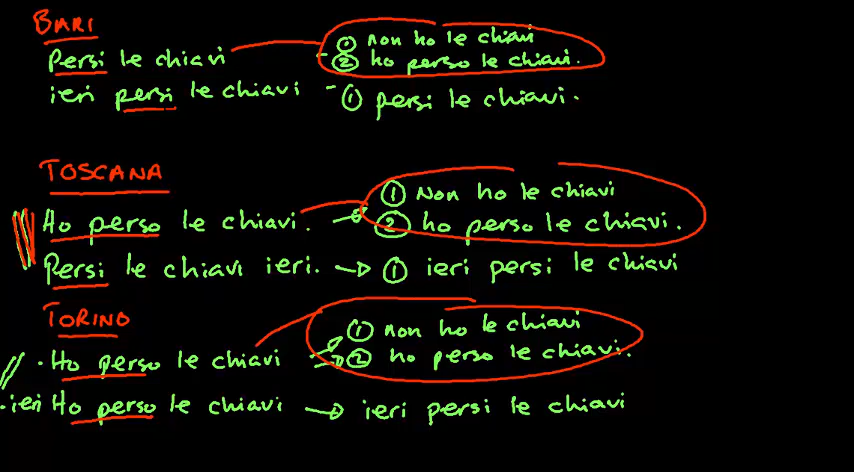 BARI
Persi le chiavi - ① non ho le chiavi
② ho perso le chiavi.
ieri persi le chiavi - ① persi le chiavi.
TOSCANA
① Non ho le chiavi
Ho perso le chiavi. → ② ho perso le chiavi.
Persi le chiavi ieri. → ① ieri persi le chiavi
TORINO
① non ho le chiavi
• Ho perso le chiavi → ② ho perso le chiavi.
• ieri Ho perso le chiavi → ieri persi le chiavi